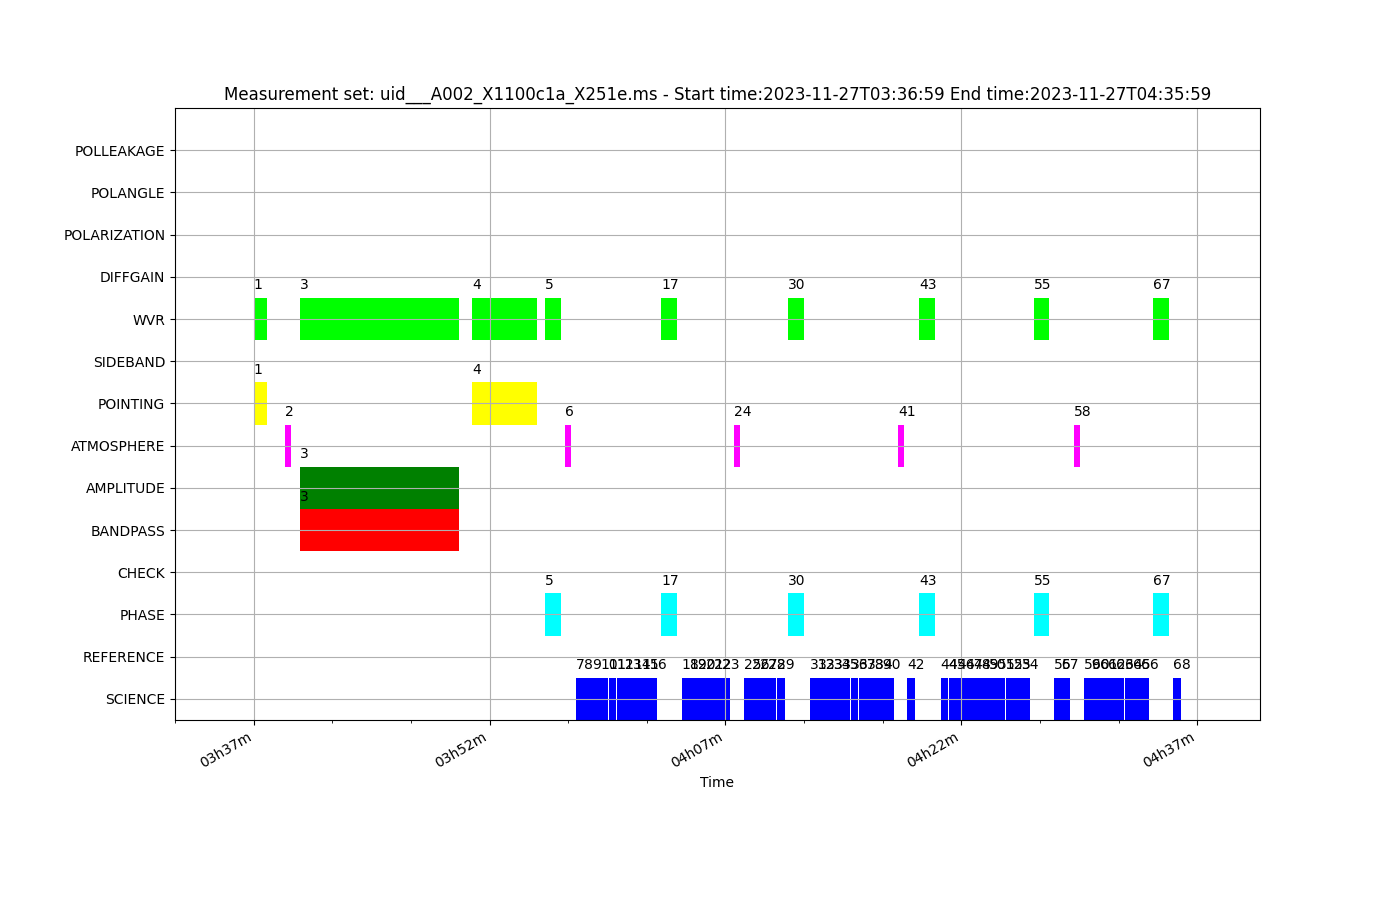 Measurement set: uid___A002_X1100c1a_X251e.ms - Start time:2023-11-27T03:36:59 End time:2023-11-27T04:35:59
POLLEAKAGE
POLANGLE
POLARIZATION
DIFFGAIN
1 3 4 5 17 30 43 55 67
WVR
SIDEBAND
1 4
POINTING
2 6 24 41 58
ATMOSPHERE
3
AMPLITUDE
3
BANDPASS
CHECK
5 17 30 43 55 67
PHASE
REFERENCE
7 8 9 42 68
SCIENCE
03h37m 03h52m 04h07m 04h22m 04h37m
Time